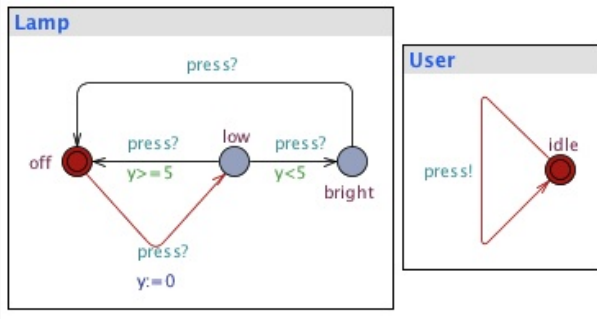 Lamp
press?
press?
low
press?
off
y>=5
y<5
bright
press?
y:=0
User
idle
press!